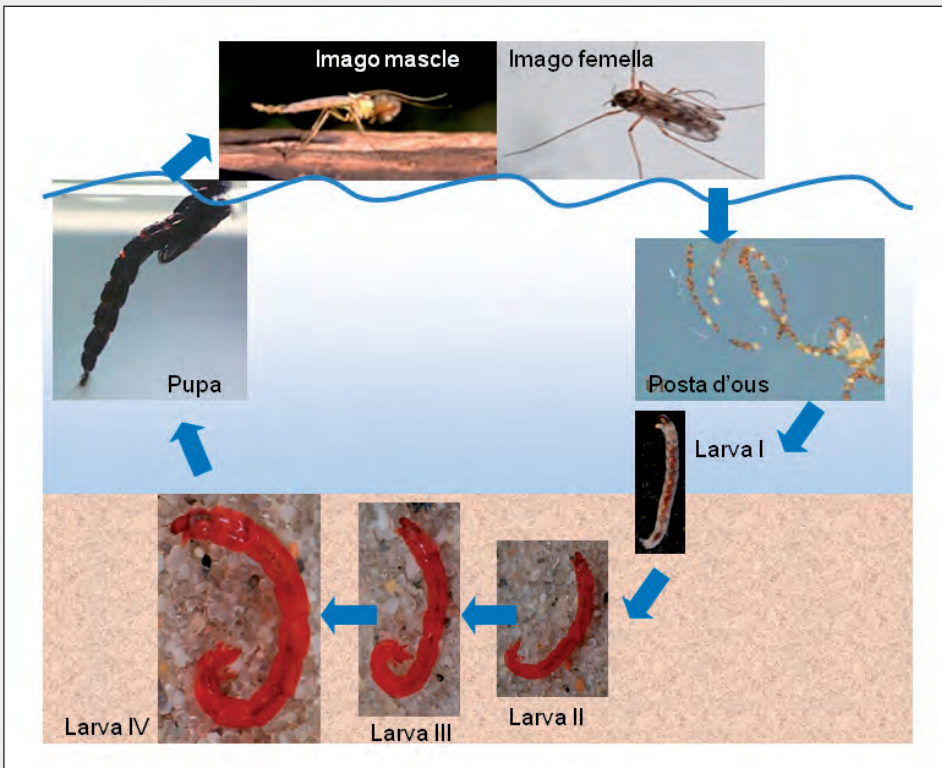 Imago mascle
Imago femella
Pupa
Posta d'ous
Larva I
Larva IV
Larva III
Larva II